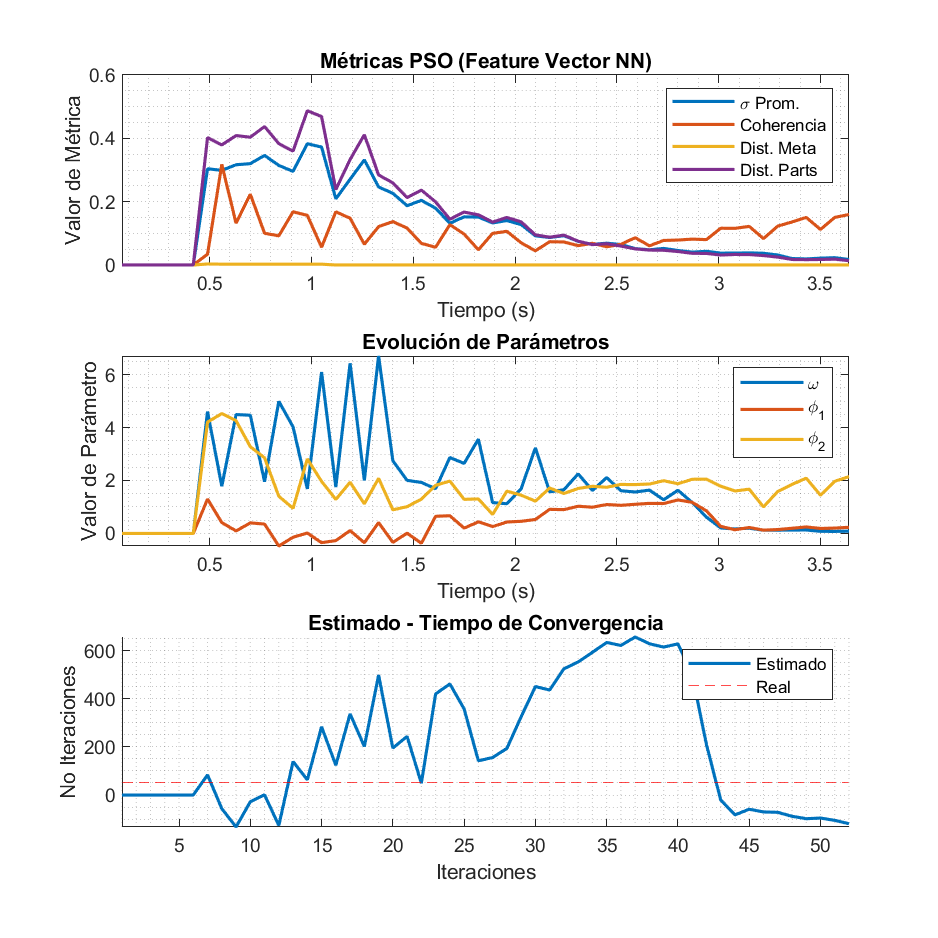 Métricas PSO (Feature Vector NN)
Valor de Métrica
0.6
0.4
0.2
0
σ Prom.
Coherencia
Dist. Meta
Dist. Parts
0.5 1 1.5 2 2.5 3 3.5
Tiempo (s)
Evolución de Parámetros
Valor de Parámetro
6
4
2
0
ω
ϕ1
ϕ2
0.5 1 1.5 2 2.5 3 3.5
Tiempo (s)
Estimado - Tiempo de Convergencia
No Iteraciones
600
400
200
0
Estimado
Real
5 10 15 20 25 30 35 40 45 50
Iteraciones